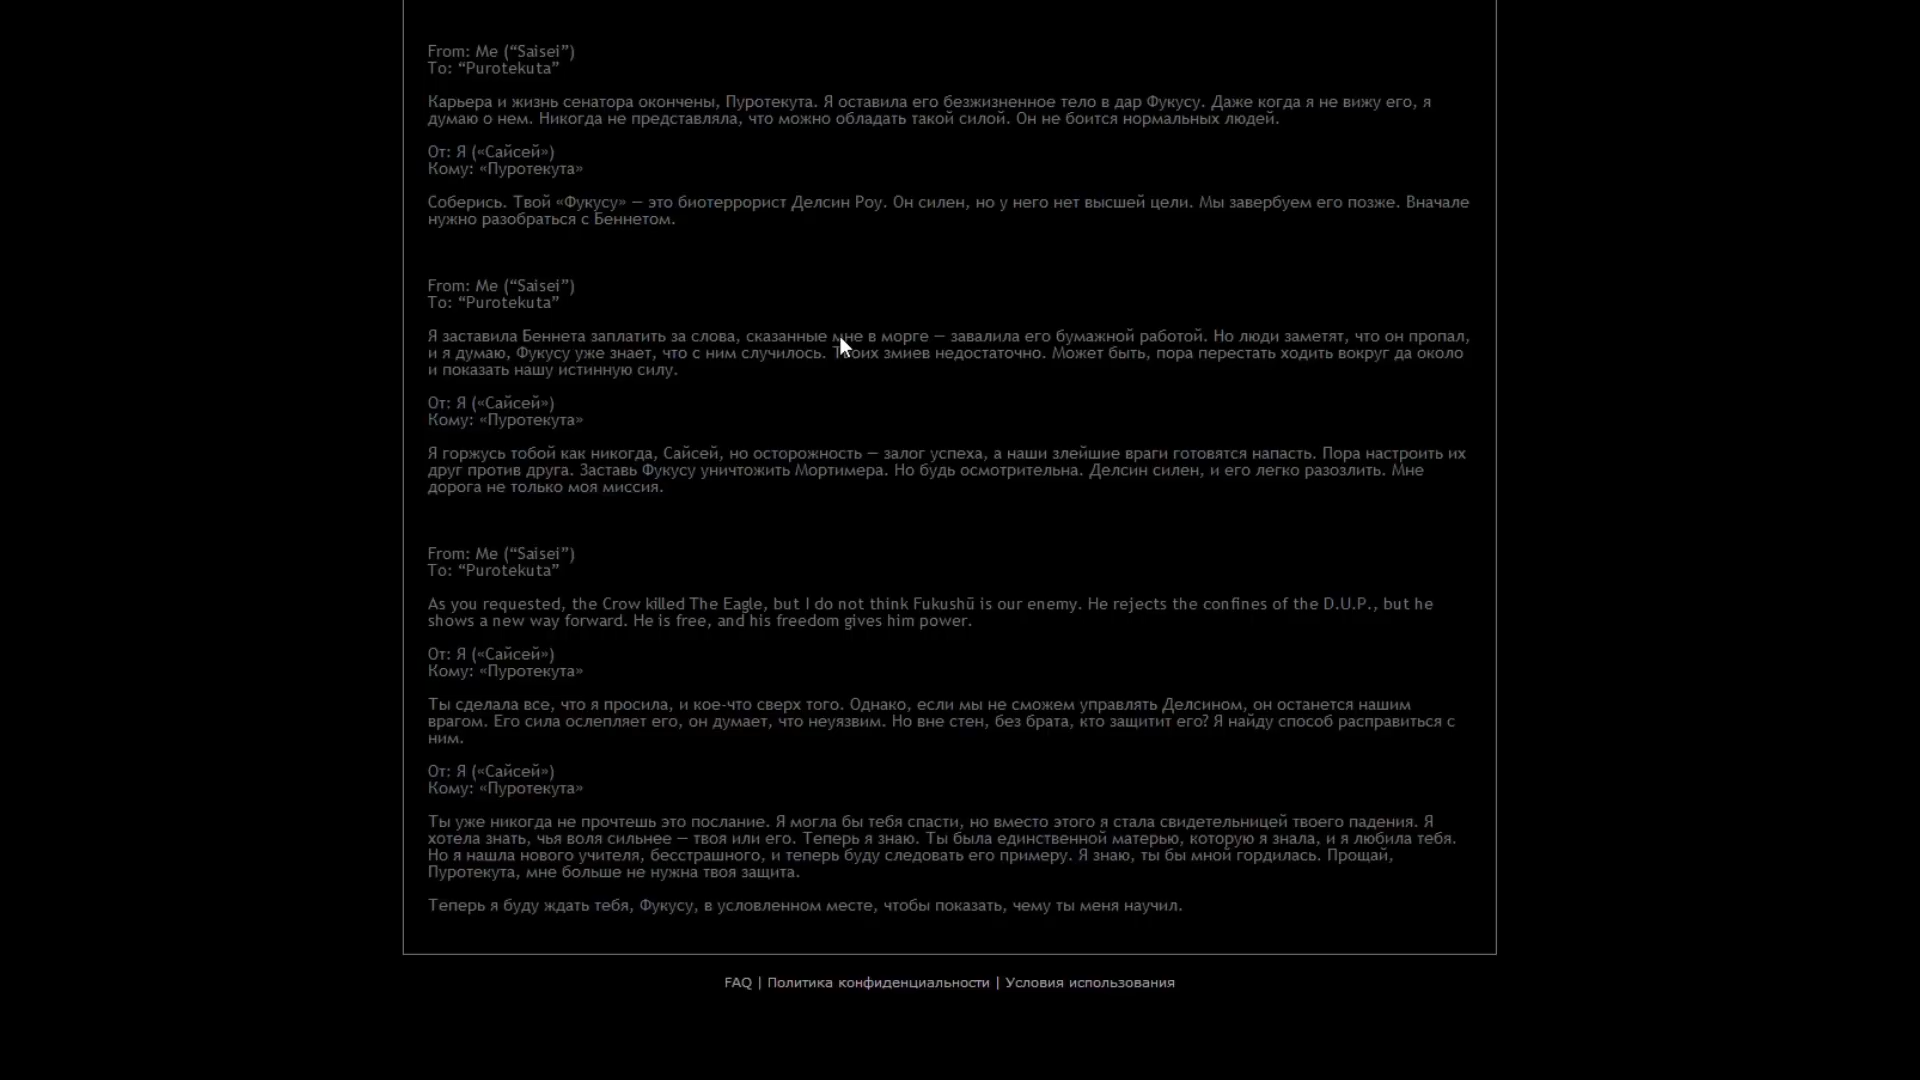 From: Me (“Saisei”)
To: “Purotekuta”
Карьера и жизнь сенатора окончены, Пуротекута. Я оставила его безжизненное тело в дар Фукусу. Даже когда я не вижу его, я
думаю о нем. Никогда не представляла, что можно обладать такой силой. Он не боится нормальных людей.
От: Я («Сайсей»)
Кому: «Пуротекута»
Соберись. Твой «Фукусу» — это биотеррорист Делсин Роу. Он силен, но у него нет высшей цели. Мы завербуем его позже. Вначале
нужно разобраться с Беннетом.
From: Me (“Saisei”)
To: “Purotekuta”
Я заставила Беннета заплатить за слова, сказанные мне в морге — завалила его бумажной работой. Но люди заметят, что он пропал,
и я думаю, Фукусу уже знает, что с ним случилось. Твоих змиев недостаточно. Может быть, пора перестать ходить вокруг да около
и показать нашу истинную силу.
От: Я («Сайсей»)
Кому: «Пуротекута»
Я горжусь тобой как никогда, Сайсей, но осторожность — залог успеха, а наши злейшие враги готовятся напасть. Пора настроить их
друг против друга. Заставь Фукусу уничтожить Мортимера. Но будь осмотрительна. Делсин силен, и его легко разозлить. Мне
дорога не только моя миссия.
From: Me (“Saisei”)
To: “Purotekuta”
As you requested, the Crow killed The Eagle, but I do not think Fukushū is our enemy. He rejects the confines of the D.U.P., but he
shows a new way forward. He is free, and his freedom gives him power.
От: Я («Сайсей»)
Кому: «Пуротекута»
Ты сделала все, что я просила, и кое-что сверх того. Однако, если мы не сможем управлять Делсином, он останется нашим
врагом. Его сила ослепляет его, он думает, что неуязвим. Но вне стен, без брата, кто защитит его? Я найду способ расправиться с
ним.
От: Я («Сайсей»)
Кому: «Пуротекута»
Ты уже никогда не прочтешь это послание. Я могла бы тебя спасти, но вместо этого я стала свидетельницей твоего падения. Я
хотела знать, чья воля сильнее — твоя или его. Теперь я знаю. Ты была единственной матерью, которую я знала, и я любила тебя.
Но я нашла нового учителя, бесстрашного, и теперь буду следовать его примеру. Я знаю, ты бы мной гордилась. Прощай,
Пуротекута, мне больше не нужна твоя защита.
Теперь я буду ждать тебя, Фукусу, в условленном месте, чтобы показать, чему ты меня научил.
FAQ | Политика конфиденциальности | Условия использования